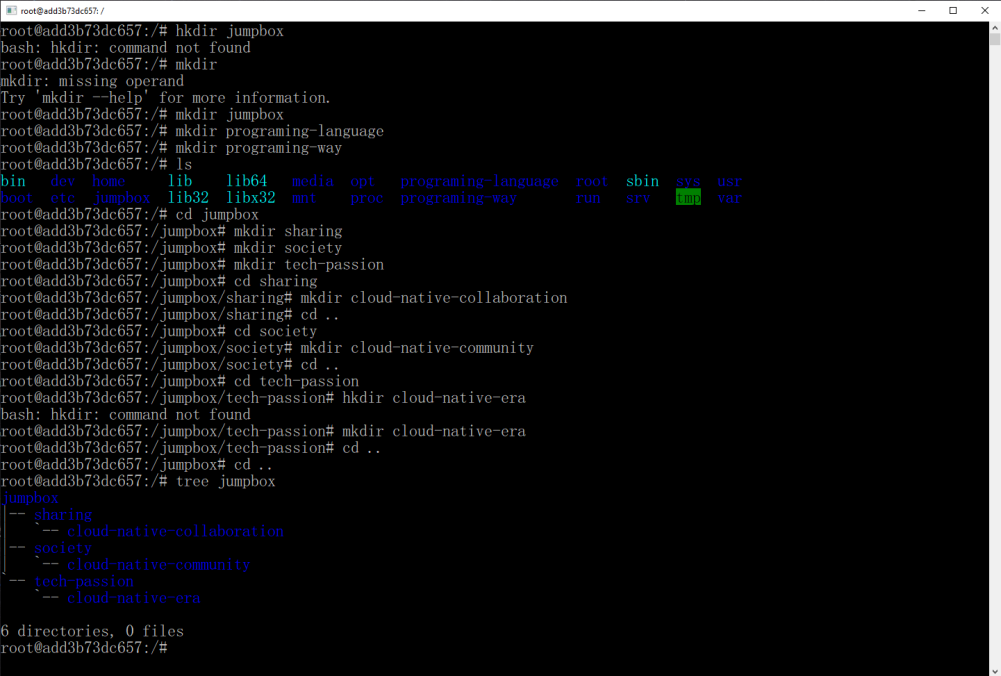 root@add3b73dc657: /
root@add3b73dc657:/# hkdir jumpbox
bash: hkdir: command not found
root@add3b73dc657:/# mkdir
mkdir: missing operand
Try 'mkdir --help' for more information.
root@add3b73dc657:/# mkdir jumpbox
root@add3b73dc657:/# mkdir programing-language
root@add3b73dc657:/# mkdir programing-way
root@add3b73dc657:/# ls
bin   dev  home     lib    lib64   media  opt   programing-language  root  sbin  sys  usr
boot  etc  jumpbox  lib32  libx32  mnt    proc  programing-way       run   srv   tmp  var
root@add3b73dc657:/# cd jumpbox
root@add3b73dc657:/jumpbox# mkdir sharing
root@add3b73dc657:/jumpbox# mkdir society
root@add3b73dc657:/jumpbox# mkdir tech-passion
root@add3b73dc657:/jumpbox# cd sharing
root@add3b73dc657:/jumpbox/sharing# mkdir cloud-native-collaboration
root@add3b73dc657:/jumpbox/sharing# cd ..
root@add3b73dc657:/jumpbox# cd society
root@add3b73dc657:/jumpbox/society# mkdir cloud-native-community
root@add3b73dc657:/jumpbox/society# cd ..
root@add3b73dc657:/jumpbox# cd tech-passion
root@add3b73dc657:/jumpbox/tech-passion# hkdir cloud-native-era
bash: hkdir: command not found
root@add3b73dc657:/jumpbox/tech-passion# mkdir cloud-native-era
root@add3b73dc657:/jumpbox/tech-passion# cd ..
root@add3b73dc657:/jumpbox# cd ..
root@add3b73dc657:/# tree jumpbox
jumpbox
|-- sharing
|   `-- cloud-native-collaboration
|-- society
|   `-- cloud-native-community
`-- tech-passion
    `-- cloud-native-era
6 directories, 0 files
root@add3b73dc657:/#